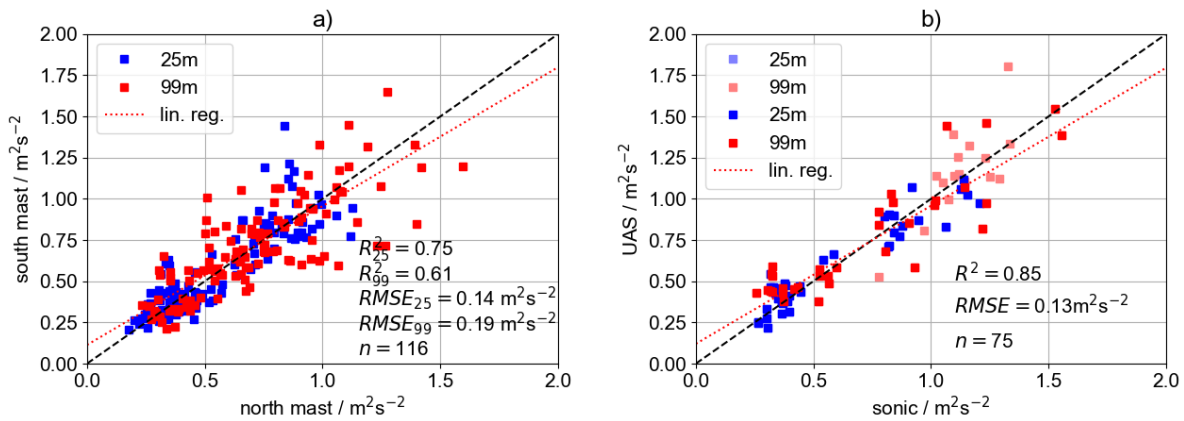 a)
2.00
1.75
1.50
1.25
1.00
0.75
0.50
0.25
0.00
south mast / m²s⁻²
25m
99m
lin. reg.
R²₂₅ = 0.75
R²₉₉ = 0.61
RMSE₂₅ = 0.14 m²s⁻²
RMSE₉₉ = 0.19 m²s⁻²
n = 116
0.0 0.5 1.0 1.5 2.0
north mast / m²s⁻²
b)
2.00
1.75
1.50
1.25
1.00
0.75
0.50
0.25
0.00
UAS / m²s⁻²
25m
99m
25m
99m
lin. reg.
R² = 0.85
RMSE = 0.13m²s⁻²
n = 75
0.0 0.5 1.0 1.5 2.0
sonic / m²s⁻²